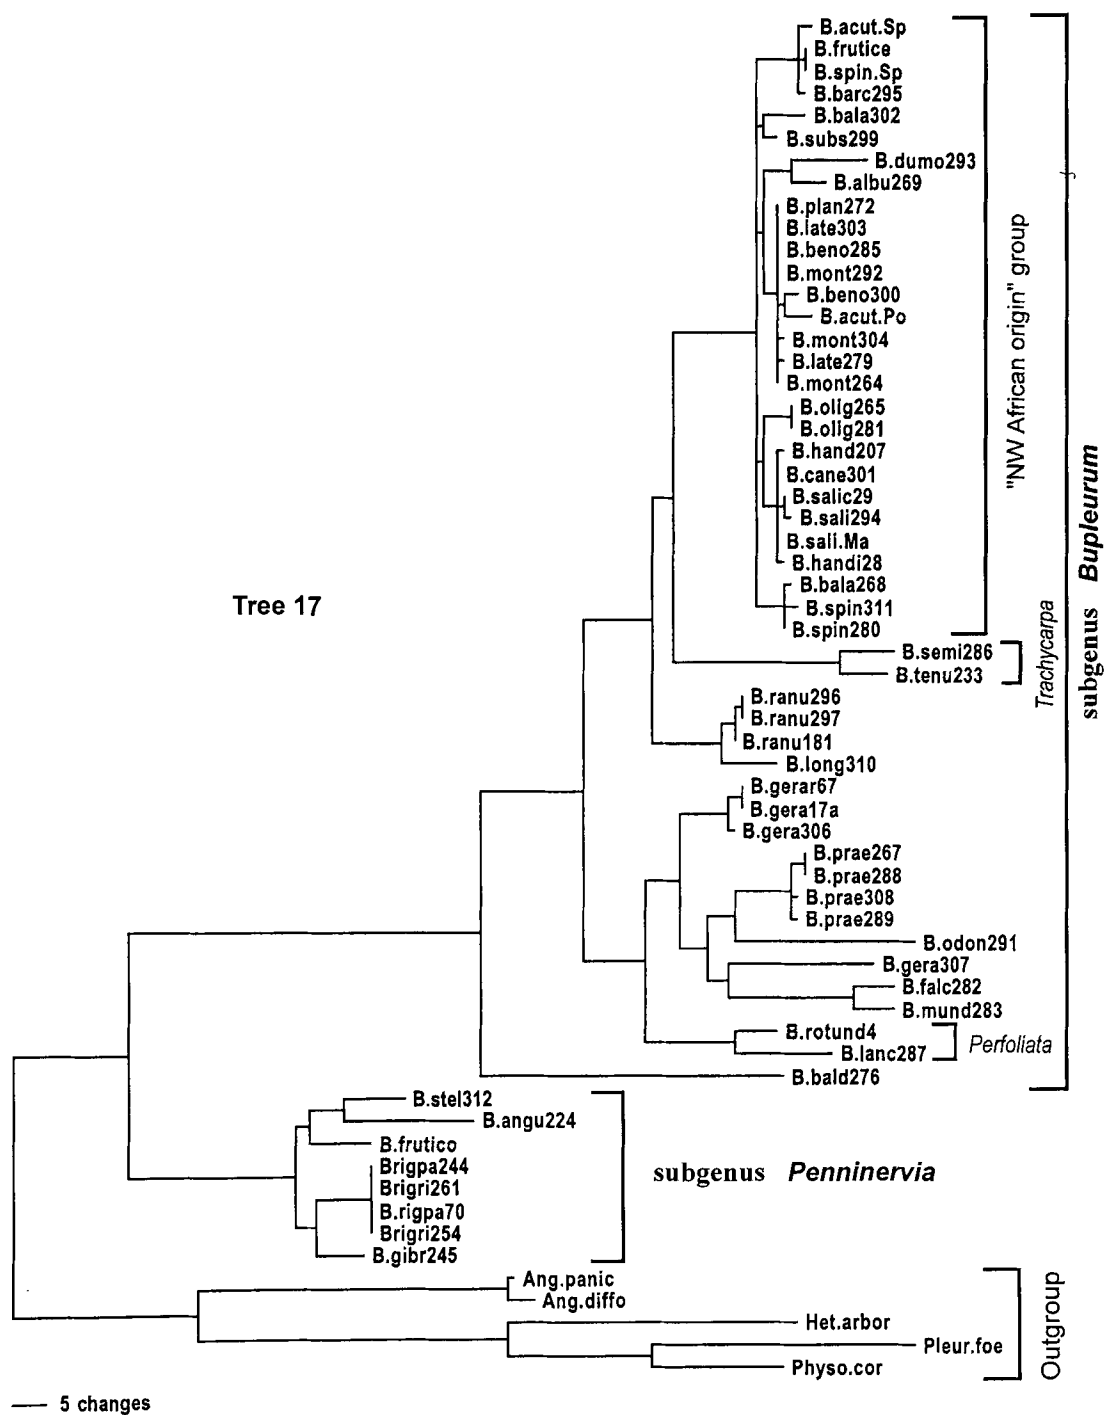 B.acut.Sp
B.frutice
B.spin.Sp
B.barc295
B.bala302
B.subs299
B.dumo293
B.albu269
B.plan272
B.late303
B.beno285
B.mont292
B.beno300
B.acut.Po
B.mont304
B.late279
B.mont264
B.olig265
B.olig281
B.hand207
B.cane301
B.salic29
B.sali294
B.sali.Ma
B.handi28
B.bala268
B.spin311
B.spin280
"NW African origin" group
Tree 17
B.semi286
B.tenu233
Trachycarpa
subgenus Bupleurum
B.ranu296
B.ranu297
B.ranu181
B.long310
B.gerar67
B.gera17a
B.gera306
B.prae267
B.prae288
B.prae308
B.prae289
B.odon291
B.gera307
B.falc282
B.mund283
B.rotund4
B.lanc287
Perfoliata
B.bald276
B.stel312
B.angu224
B.frutico
Brigpa244
Brigri261
B.rigpa70
Brigri254
B.gibr245
subgenus Penninervia
Ang.panic
Ang.diffo
Het.arbor
Pleur.foe
Physo.cor
Outgroup
5 changes